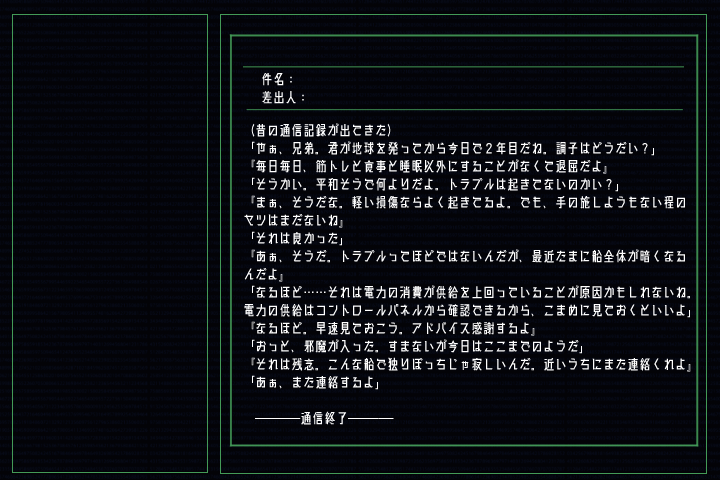 件名：
差出人：
（昔の通信記録が出てきた）
「やぁ、兄弟。君が地球を発ってから今日で２年目だね。調子はどうだい？」
『毎日毎日、筋トレと食事と睡眠以外にすることがなくて退屈だよ』
「そうかい。平和そうで何よりだよ。トラブルは起きてないのかい？」
『まぁ、そうだな。軽い損傷ならよく起きてるよ。でも、手の施しようもない程の
ヤツはまだないね』
「それは良かった」
『あぁ、そうだ。トラブルってほどではないんだが、最近たまに船全体が暗くなる
んだよ』
「なるほど……それは電力の消費が供給を上回っていることが原因かもしれないね。
電力の供給はコントロールパネルから確認できるから、こまめに見ておくといいよ」
『なるほど。早速見ておこう。アドバイス感謝するよ』
「おっと、邪魔が入った。すまないが今日はここまでのようだ」
『それは残念。こんな船で独りぼっちじゃ寂しいんだ。近いうちにまた連絡くれよ』
「あぁ、また連絡するよ」
――――通信終了――――